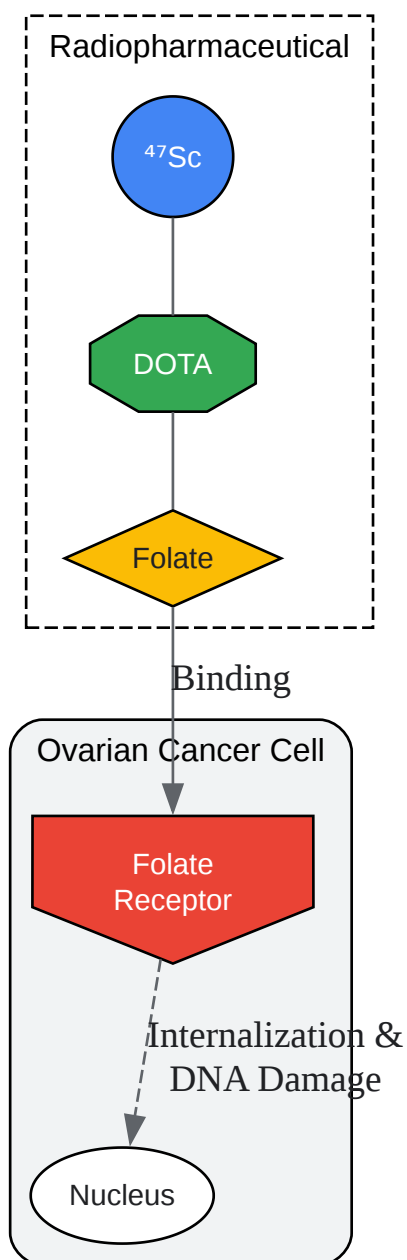 Radiopharmaceutical
⁴⁷Sc
DOTA
Folate
Binding
Ovarian Cancer Cell
Folate
Receptor
Internalization &
DNA Damage
Nucleus